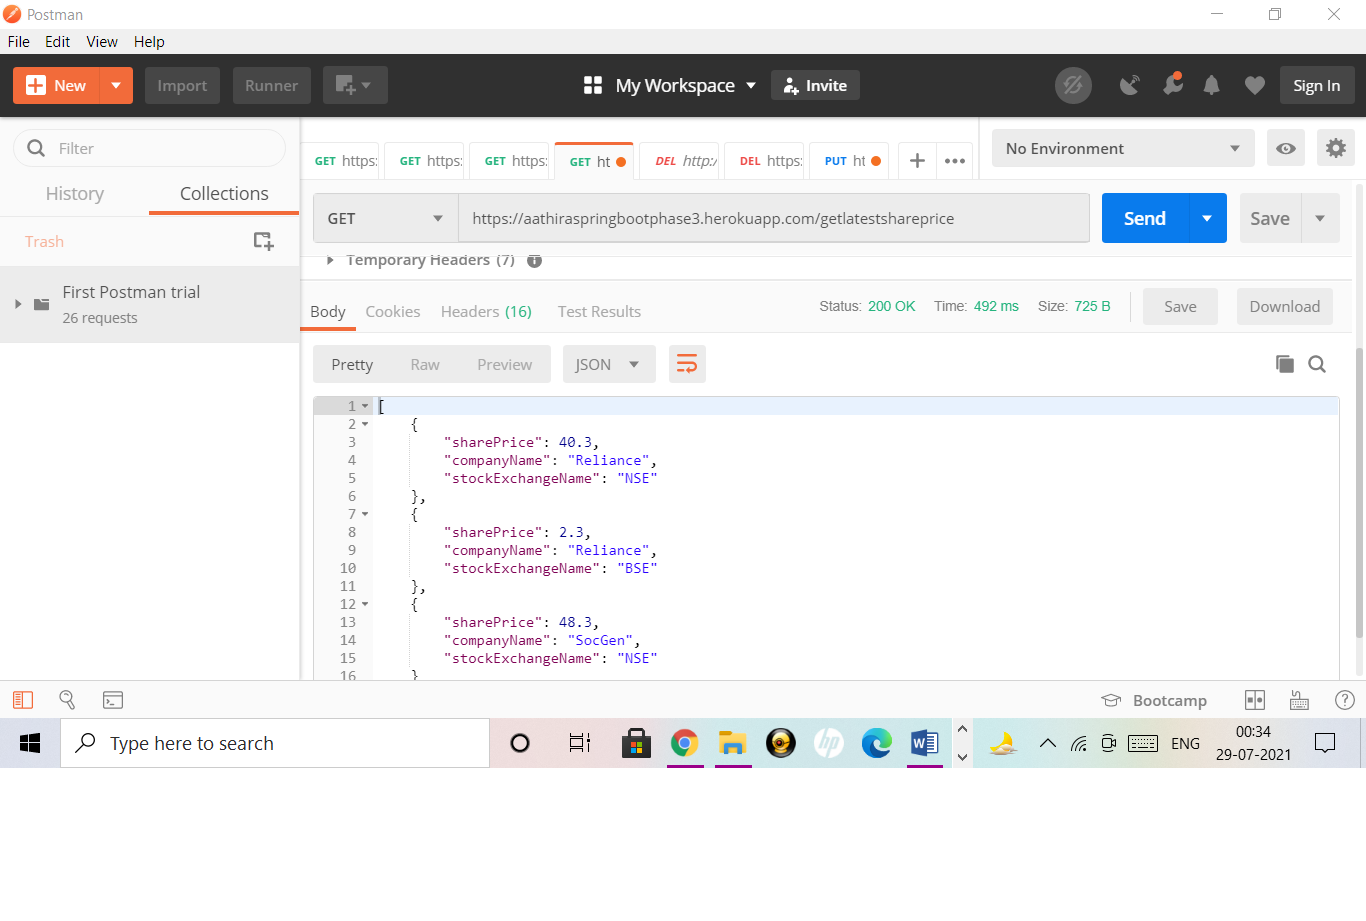 Postman
File Edit View Help
New Import Runner My Workspace Invite Sign In
Filter
History Collections
Trash
First Postman trial
26 requests
GET https: GET https: GET https: GET ht DEL http:/ DEL https: PUT ht + ••• No Environment
GET https://aathiraspringbootphase3.herokuapp.com/getlatestshareprice Send Save
Temporary Headers (7)
Body Cookies Headers (16) Test Results Status: 200 OK Time: 492 ms Size: 725 B Save Download
Pretty Raw Preview JSON
1 [
2 {
3 "sharePrice": 40.3,
4 "companyName": "Reliance",
5 "stockExchangeName": "NSE"
6 },
7 {
8 "sharePrice": 2.3,
9 "companyName": "Reliance",
10 "stockExchangeName": "BSE"
11 },
12 {
13 "sharePrice": 48.3,
14 "companyName": "SocGen",
15 "stockExchangeName": "NSE"
16 }
Bootcamp
Type here to search hp ENG 00:34
29-07-2021